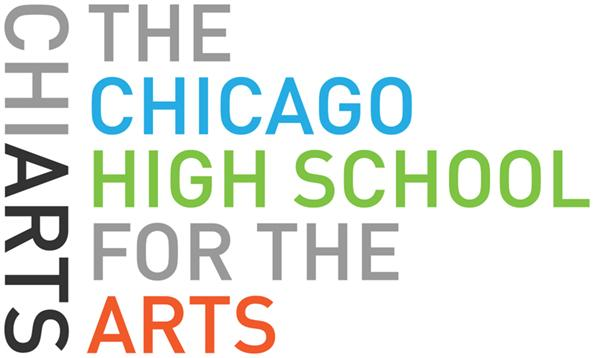 CHIARTS
THE
CHICAGO
HIGH SCHOOL
FOR THE
ARTS